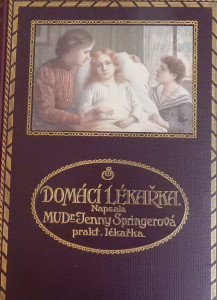 DOMÁCÍ LÉKAŘKA.
Napsala
MUDr. Jenny Springerová
prakt. lékařka.